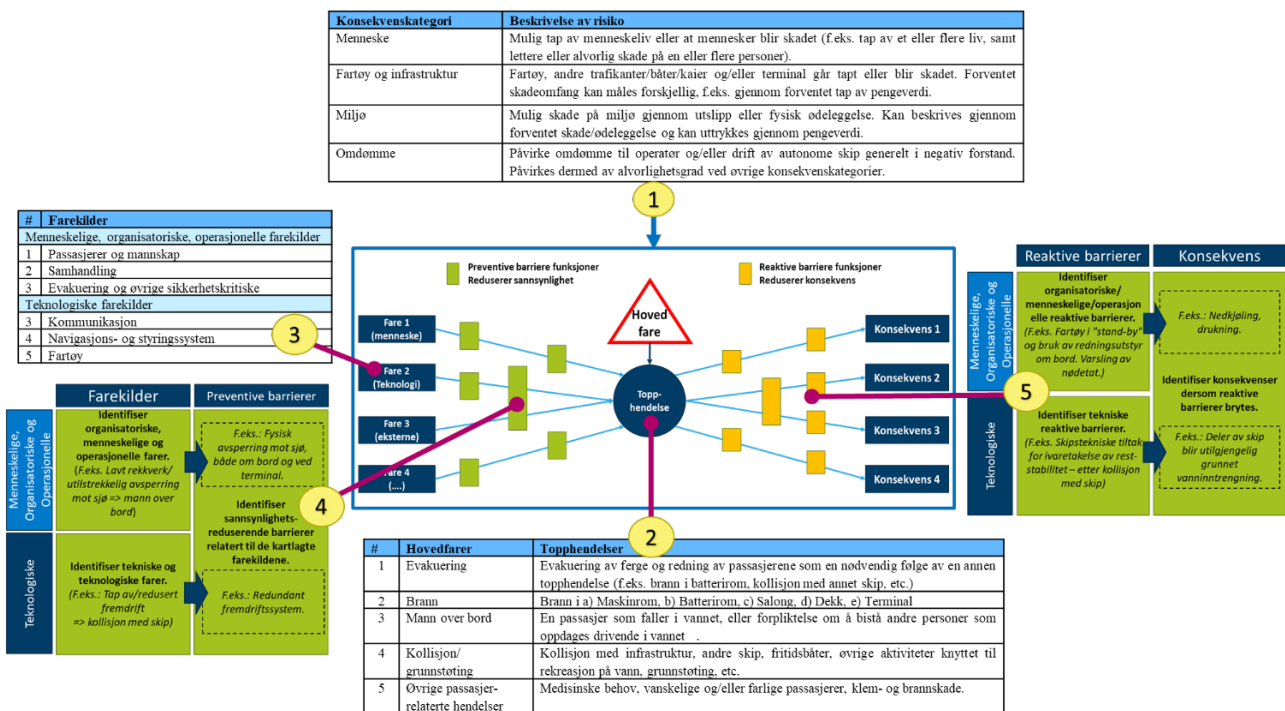 Konsekvenskategori Beskrivelse av risiko
Menneske Mulig tap av menneskeliv eller at mennesker blir skadet (f.eks. tap av et eller flere liv, samt
lettere eller alvorlig skade på en eller flere personer).
Fartøy og infrastruktur Fartøy, andre trafikanter/båter/kaier og/eller terminal går tapt eller blir skadet. Forventet
skadeomfang kan måles forskjellig, f.eks. gjennom forventet tap av pengeverdi.
Miljø Mulig skade på miljø gjennom utslipp eller fysisk ødeleggelse. Kan beskrives gjennom
forventet skade/ødeleggelse og kan uttrykkes gjennom pengeverdi.
Omdømme Påvirke omdømme til operatør og/eller drift av autonome skip generelt i negativ forstand.
Påvirkes dermed av alvorlighetsgrad ved øvrige konsekvenskategorier.
1
# Farekilder
Menneskelige, organisatoriske, operasjonelle farekilder
1 Passasjerer og mannskap
2 Samhandling
3 Evakuering og øvrige sikkerhetskritiske
Teknologiske farekilder
3 Kommunikasjon
4 Navigasjons- og styringssystem
5 Fartøy
3
Preventive barriere funksjoner
Reduserer sannsynlighet
Reaktive barriere funksjoner
Reduserer konsekvens
Hoved
fare
Fare 1
(menneske)
Fare 2
(Teknologi)
Fare 3
(eksterne)
Fare 4
(....)
Topp-
hendelse
Konsekvens 1
Konsekvens 2
Konsekvens 3
Konsekvens 4
Reaktive barrierer Konsekvens
Menneskelige,
Organisatoriske og
Operasjonelle
Identifiser
organisatoriske/
menneskelige/operasjon
elle reaktive barrierer.
(F.eks. Fartøy i "stand-by"
og bruk av redningsutstyr
om bord. Varsling av
nødetat.)
F.eks.: Nedkjøling,
drukning.
Identifiser konsekvenser
dersom reaktive
barrierer brytes.
5
Teknologiske
Identifiser tekniske
reaktive barrierer.
(F.eks. Skipstekniske tiltak
for ivaretakelse av rest-
stabilitet – etter kollisjon
med skip)
F.eks.: Deler av skip
blir utilgjengelig
grunnet
vanninntrengning.
Farekilder Preventive barrierer
Menneskelige,
Organisatoriske og
Operasjonelle
Identifiser
organisatoriske,
menneskelige og
operasjonelle farer.
(F.eks. Lavt rekkverk/
utilstrekkelig avsperring
mot sjø => mann over
bord)
F.eks.: Fysisk
avsperring mot sjø,
både om bord og ved
terminal.
Identifiser
sannsynlighets-
reduserende barrierer
relatert til de kartlagte
farekildene.
4
Teknologiske
Identifiser tekniske og
teknologiske farer.
(F.eks.: Tap av/redusert
fremdrift
=> kollisjon med skip)
F.eks.: Redundant
fremdriftssystem.
2
# Hovedfarer Topphendelser
1 Evakuering Evakuering av ferge og redning av passasjerene som en nødvendig følge av en annen
topphendelse (f.eks. brann i batterirom, kollisjon med annet skip, etc.)
2 Brann Brann i a) Maskinrom, b) Batterirom, c) Salong, d) Dekk, e) Terminal
3 Mann over bord En passasjer som faller i vannet, eller forpliktelse om å bistå andre personer som
oppdages drivende i vannet .
4 Kollisjon/ Kollisjon med infrastruktur, andre skip, fritidsbåter, øvrige aktiviteter knyttet til
grunnstøting rekreasjon på vann, grunnstøting, etc.
5 Øvrige passasjer- Medisinske behov, vanskelige og/eller farlige passasjerer, klem- og brannskade.
relaterte hendelser